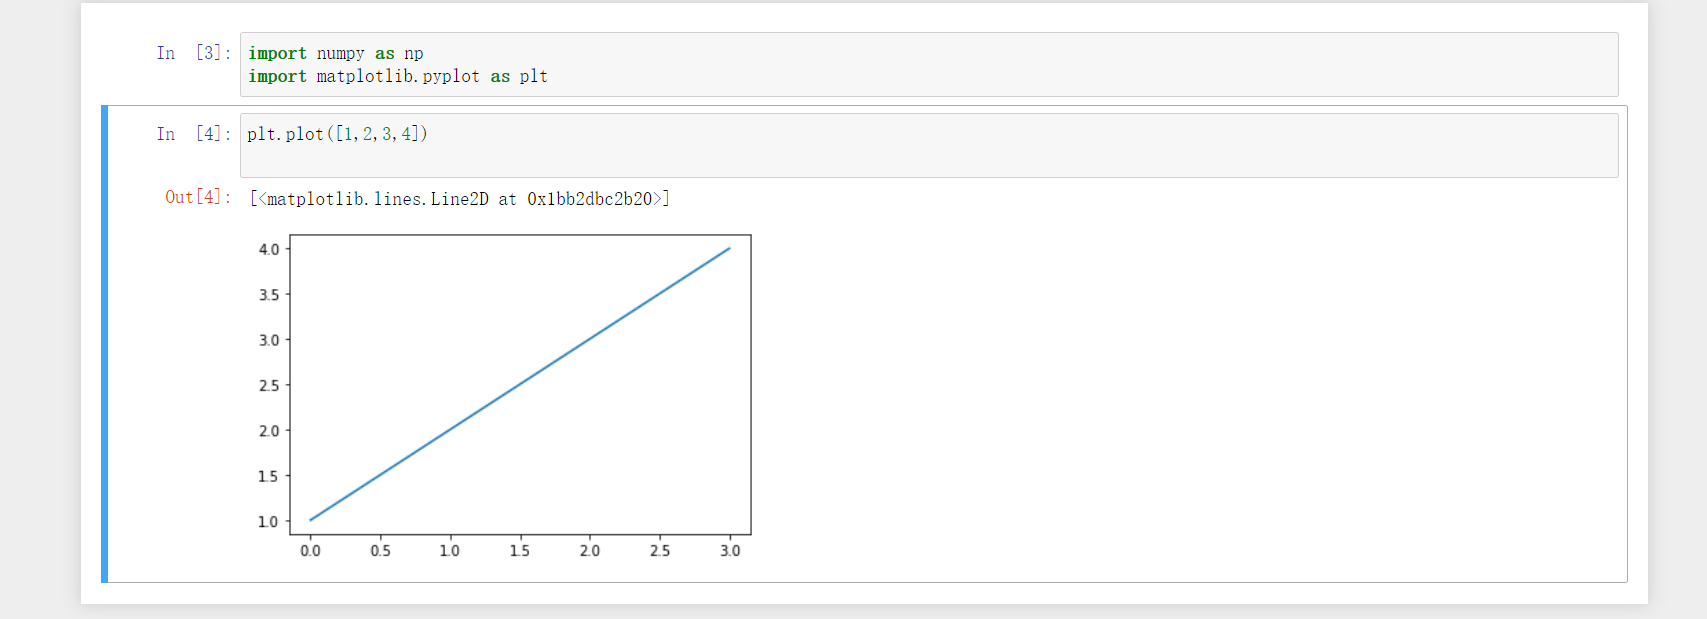 In [3]: import numpy as np
import matplotlib.pyplot as plt
In [4]: plt.plot([1,2,3,4])
Out[4]: [<matplotlib.lines.Line2D at 0x1bb2dbc2b20>]
4.0
3.5
3.0
2.5
2.0
1.5
1.0
0.0 0.5 1.0 1.5 2.0 2.5 3.0